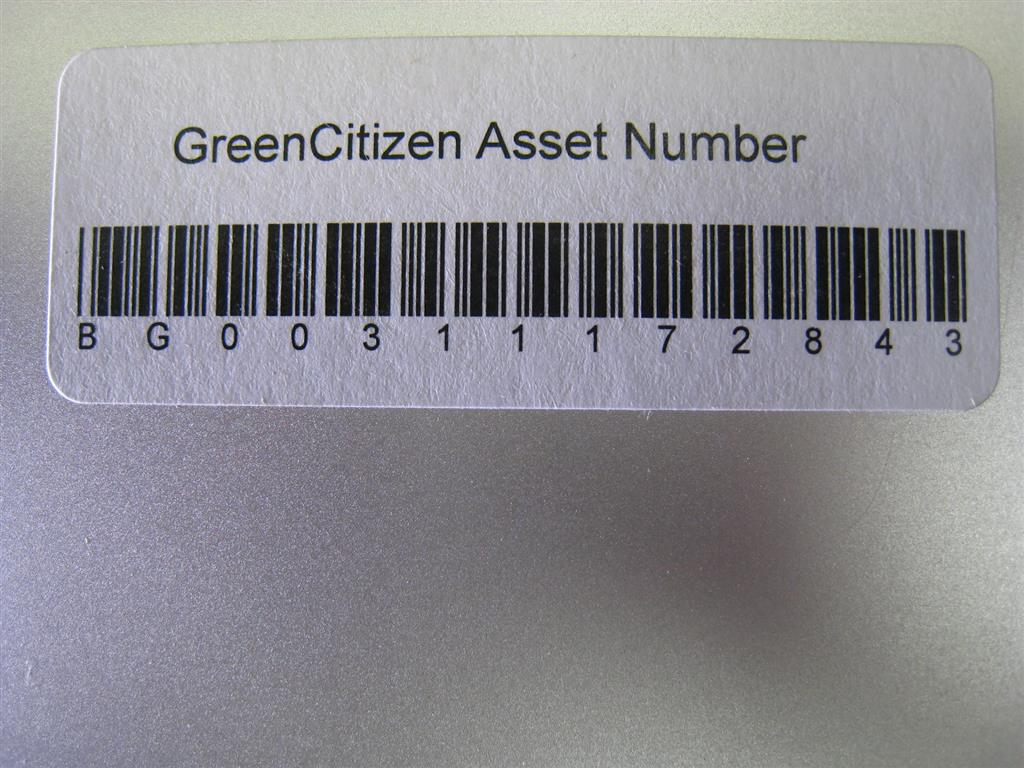 GreenCitizen Asset Number
B G 0 0 3 1 1 1 7 2 8 4 3